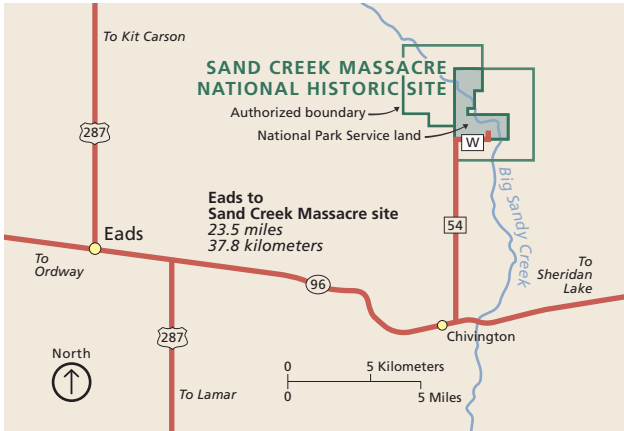 To Kit Carson
SAND CREEK MASSACRE
NATIONAL HISTORIC SITE
Authorized boundary
National Park Service land
W
287
Big Sandy Creek
Eads to
Sand Creek Massacre site
23.5 miles
37.8 kilometers
54
Eads
To
Ordway
96
To
Sheridan
Lake
287
Chivington
North
0
5 Kilometers
0
5 Miles
To Lamar